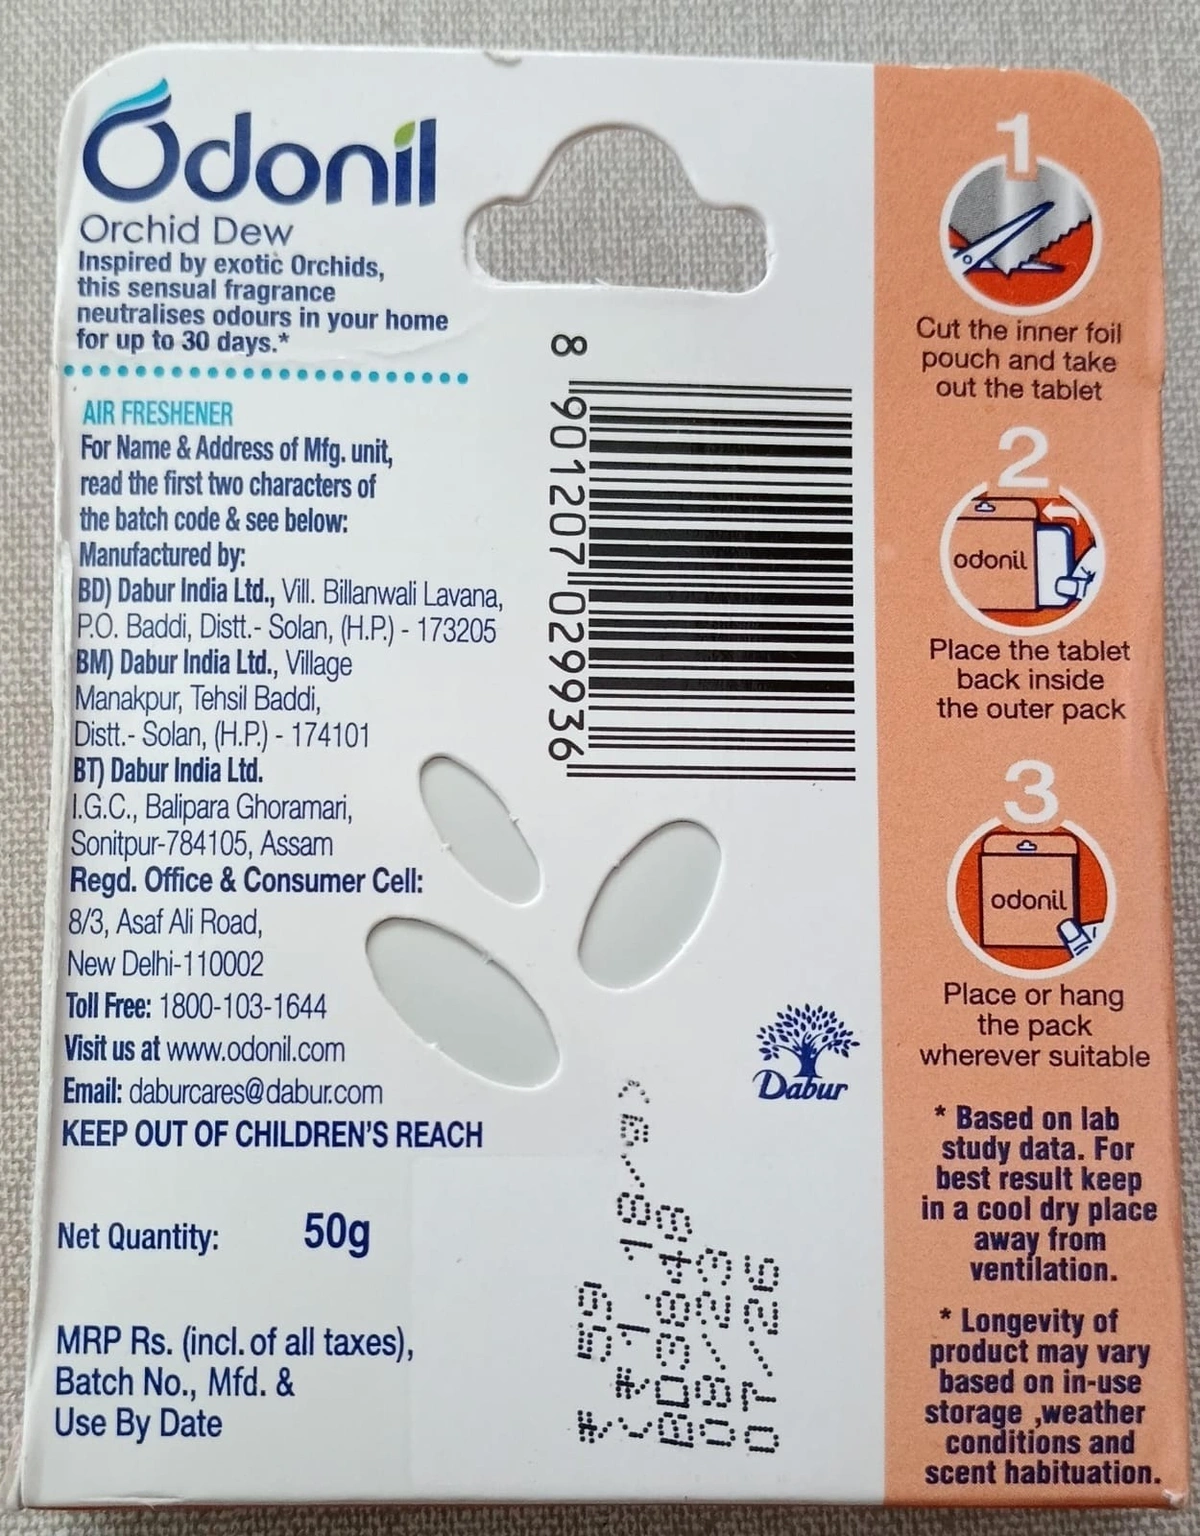 Odonil
Orchid Dew
Inspired by exotic Orchids,
this sensual fragrance
neutralises odours in your home
for up to 30 days.*
AIR FRESHENER
For Name & Address of Mfg. unit,
read the first two characters of
the batch code & see below:
Manufactured by:
BD) Dabur India Ltd., Vill. Billanwali Lavana,
P.O. Baddi, Distt.- Solan, (H.P.) - 173205
BM) Dabur India Ltd., Village
Manakpur, Tehsil Baddi,
Distt.- Solan, (H.P.) - 174101
BT) Dabur India Ltd.
I.G.C., Balipara Ghoramari,
Sonitpur-784105, Assam
Regd. Office & Consumer Cell:
8/3, Asaf Ali Road,
New Delhi-110002
Toll Free: 1800-103-1644
Visit us at www.odonil.com
Email: daburcares@dabur.com
KEEP OUT OF CHILDREN'S REACH
Net Quantity: 50g
MRP Rs. (incl. of all taxes),
Batch No., Mfd. &
Use By Date
8 901207 029936
₹ 59
(₹ 1.18/g)
08/23
07/26
Dabur
1
Cut the inner foil
pouch and take
out the tablet
2
odonil
Place the tablet
back inside
the outer pack
3
odonil
Place or hang
the pack
wherever suitable
* Based on lab
study data. For
best result keep
in a cool dry place
away from
ventilation.
* Longevity of
product may vary
based on in-use
storage ,weather
conditions and
scent habituation.